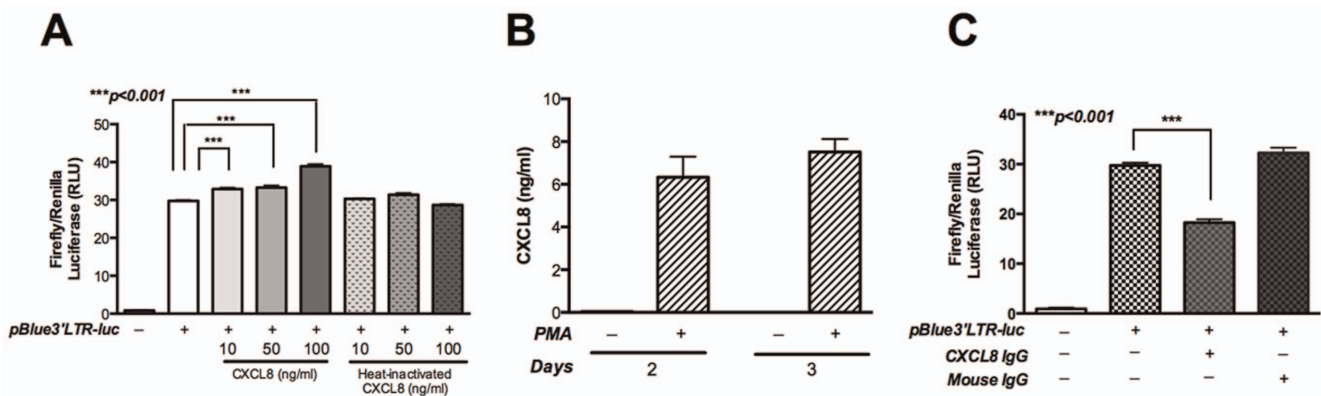 A
***p<0.001
***
***
***
50
40
30
20
10
0
Firefly/Renilla
Luciferase (RLU)
pBlue3'LTR-luc – + + + + + + +
10 50 100 10 50 100
CXCL8 (ng/ml)
Heat-inactivated
CXCL8 (ng/ml)
B
10
8
6
4
2
0
CXCL8 (ng/ml)
PMA – + – +
Days 2 3
C
***p<0.001
***
40
30
20
10
0
Firefly/Renilla
Luciferase (RLU)
pBlue3'LTR-luc – + + +
CXCL8 IgG – – + –
Mouse IgG – – – +